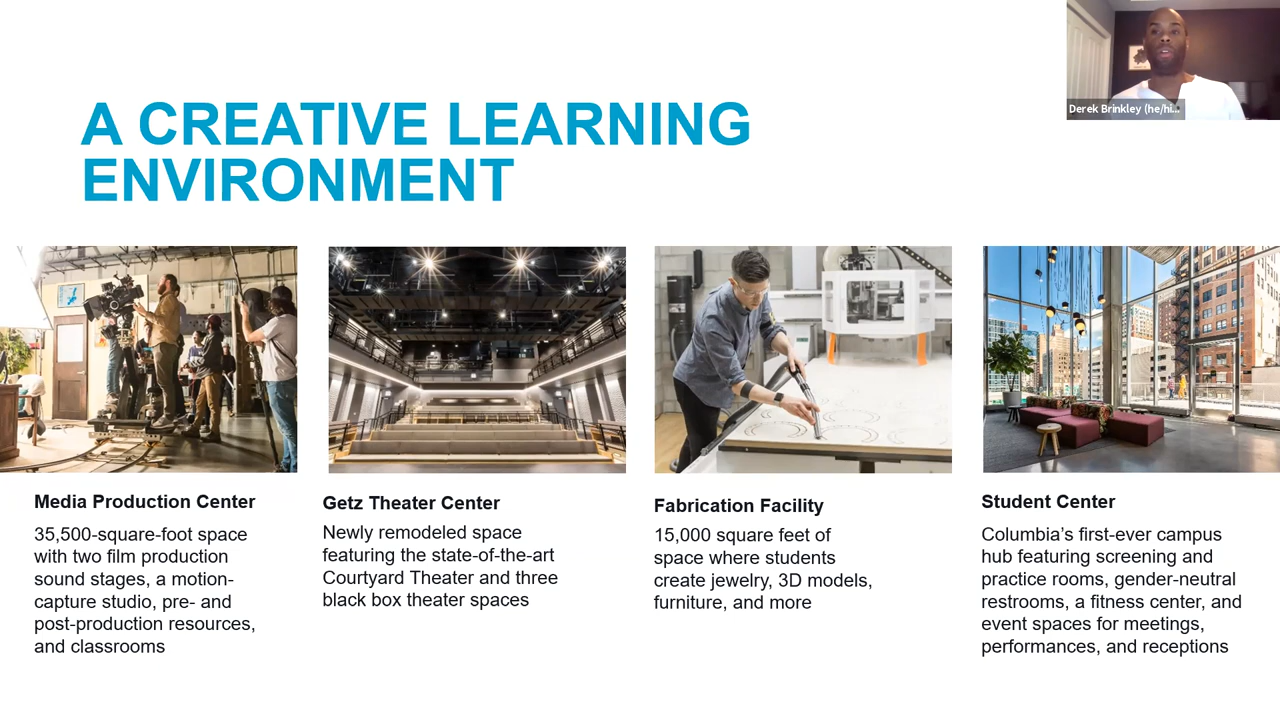 A CREATIVE LEARNING
ENVIRONMENT
Derek Brinkley (he/hi...
Media Production Center
35,500-square-foot space
with two film production
sound stages, a motion-
capture studio, pre- and
post-production resources,
and classrooms
Getz Theater Center
Newly remodeled space
featuring the state-of-the-art
Courtyard Theater and three
black box theater spaces
Fabrication Facility
15,000 square feet of
space where students
create jewelry, 3D models,
furniture, and more
Student Center
Columbia’s first-ever campus
hub featuring screening and
practice rooms, gender-neutral
restrooms, a fitness center, and
event spaces for meetings,
performances, and receptions